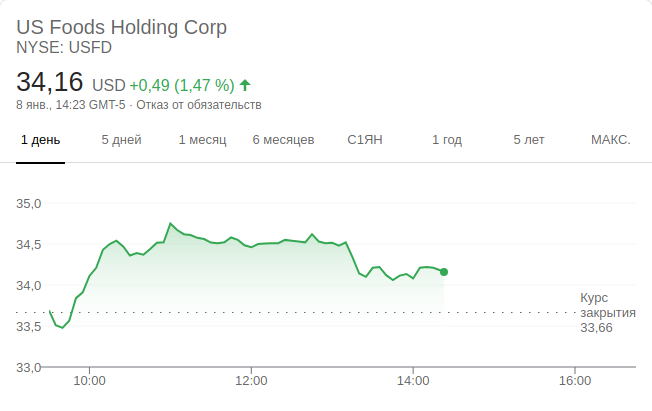 US Foods Holding Corp
NYSE: USFD
34,16 USD +0,49 (1,47 %)
8 янв., 14:23 GMT-5 · Отказ от обязательств
1 день 5 дней 1 месяц 6 месяцев С1ЯН 1 год 5 лет МАКС.
35,0
34,5
34,0
Курс
закрытия
33,66
33,5
33,0
10:00 12:00 14:00 16:00